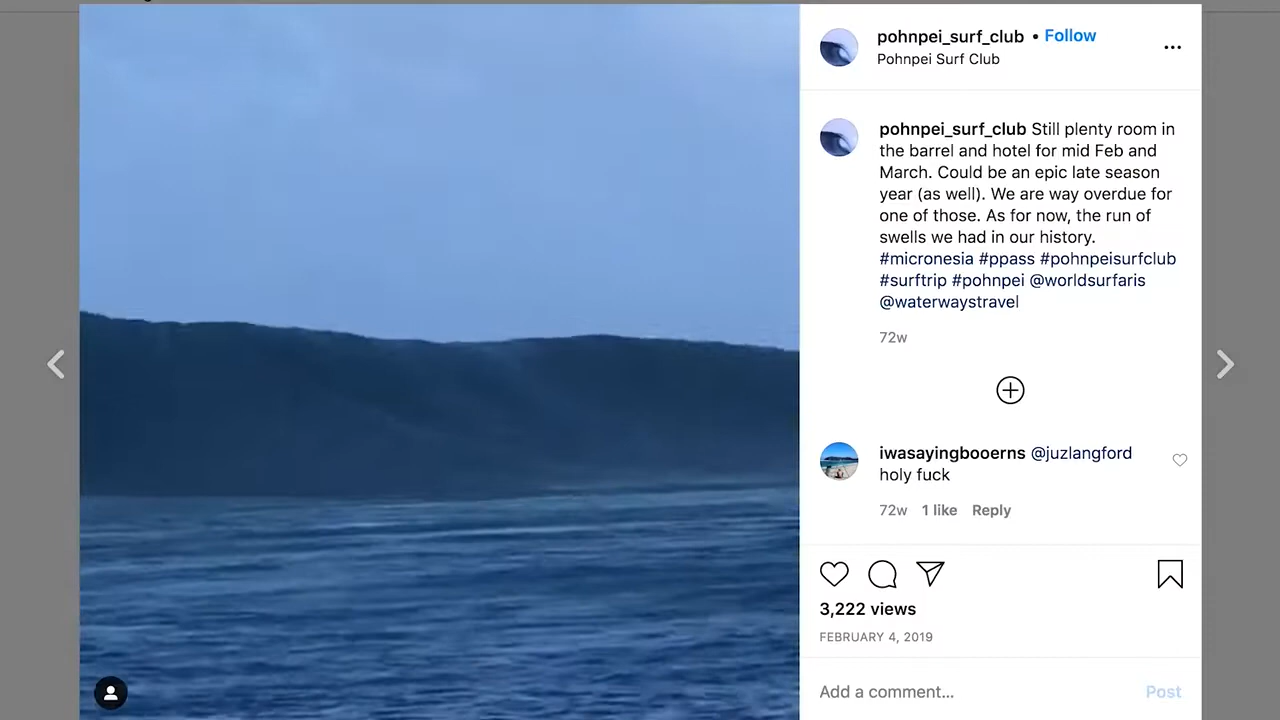 pohnpei_surf_club • Follow
Pohnpei Surf Club
pohnpei_surf_club Still plenty room in
the barrel and hotel for mid Feb and
March. Could be an epic late season
year (as well). We are way overdue for
one of those. As for now, the run of
swells we had in our history.
#micronesia #ppass #pohnpeisurfclub
#surftrip #pohnpei @worldsurfaris
@waterwaystravel
72w
iwasayingbooerns @juzlangford
holy fuck
72w 1 like Reply
3,222 views
FEBRUARY 4, 2019
Add a comment... Post